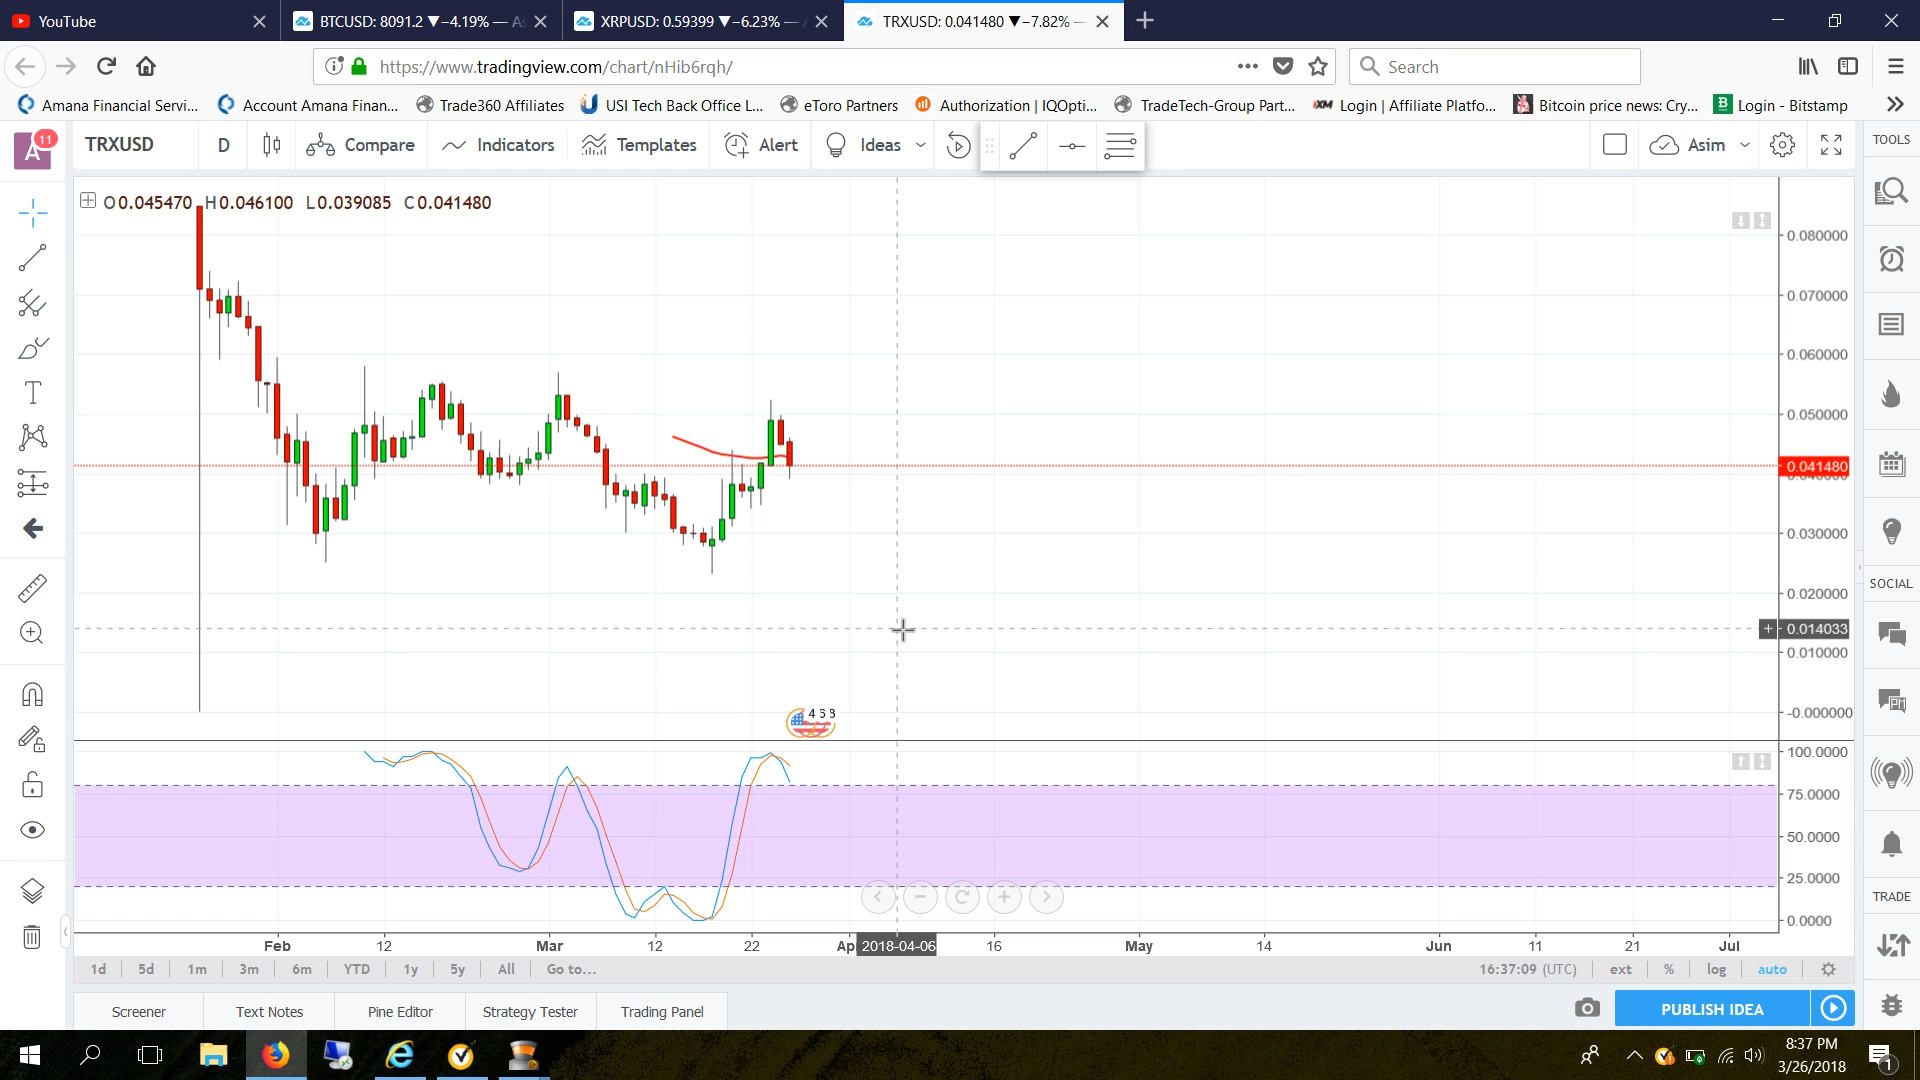 YouTube
BTCUSD: 8091.2 ▼−4.19% — As
XRPUSD: 0.59399 ▼−6.23% —
TRXUSD: 0.041480 ▼−7.82% —
https://www.tradingview.com/chart/nHib6rqh/
Search
Amana Financial Servi...
Account Amana Finan...
Trade360 Affiliates
USI Tech Back Office L...
eToro Partners
Authorization | IQOpti...
TradeTech-Group Part...
XM Login | Affiliate Platfo...
Bitcoin price news: Cry...
B Login - Bitstamp
A 11
TRXUSD
D
Compare
Indicators
Templates
Alert
Ideas
Asim
TOOLS
O0.045470 H0.046100 L0.039085 C0.041480
0.080000
0.070000
0.060000
0.050000
0.041480
0.040000
0.030000
0.020000
0.014033
0.010000
-0.000000
SOCIAL
100.0000
75.0000
50.0000
25.0000
0.0000
TRADE
Feb 12 Mar 12 22 Ap 2018-04-06 16 May 14 Jun 11 21 Jul
1d 5d 1m 3m 6m YTD 1y 5y All Go to...
16:37:09 (UTC) ext % log auto
Screener
Text Notes
Pine Editor
Strategy Tester
Trading Panel
PUBLISH IDEA
8:37 PM
3/26/2018
1